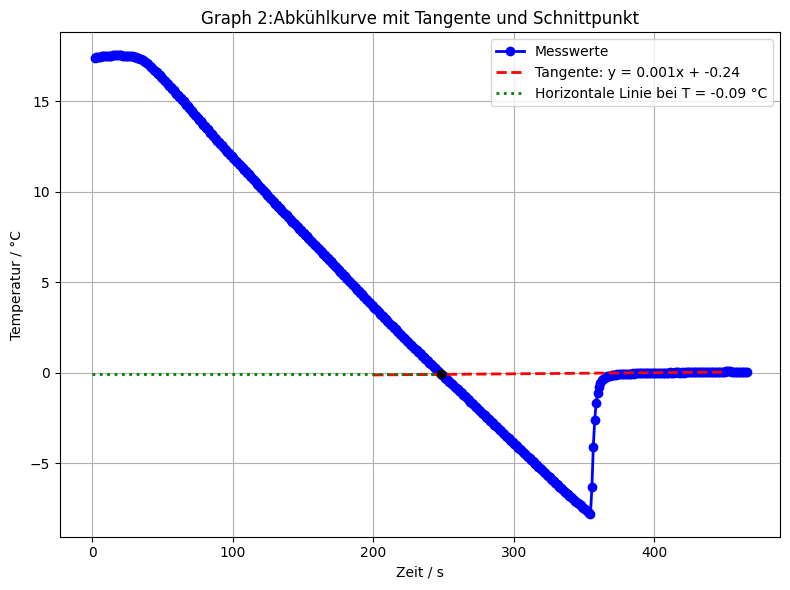 Graph 2:Abkühlkurve mit Tangente und Schnittpunkt
Messwerte
Tangente: y = 0.001x + -0.24
Horizontale Linie bei T = -0.09 °C
Temperatur / °C
15
10
5
0
−5
0
100
200
300
400
Zeit / s